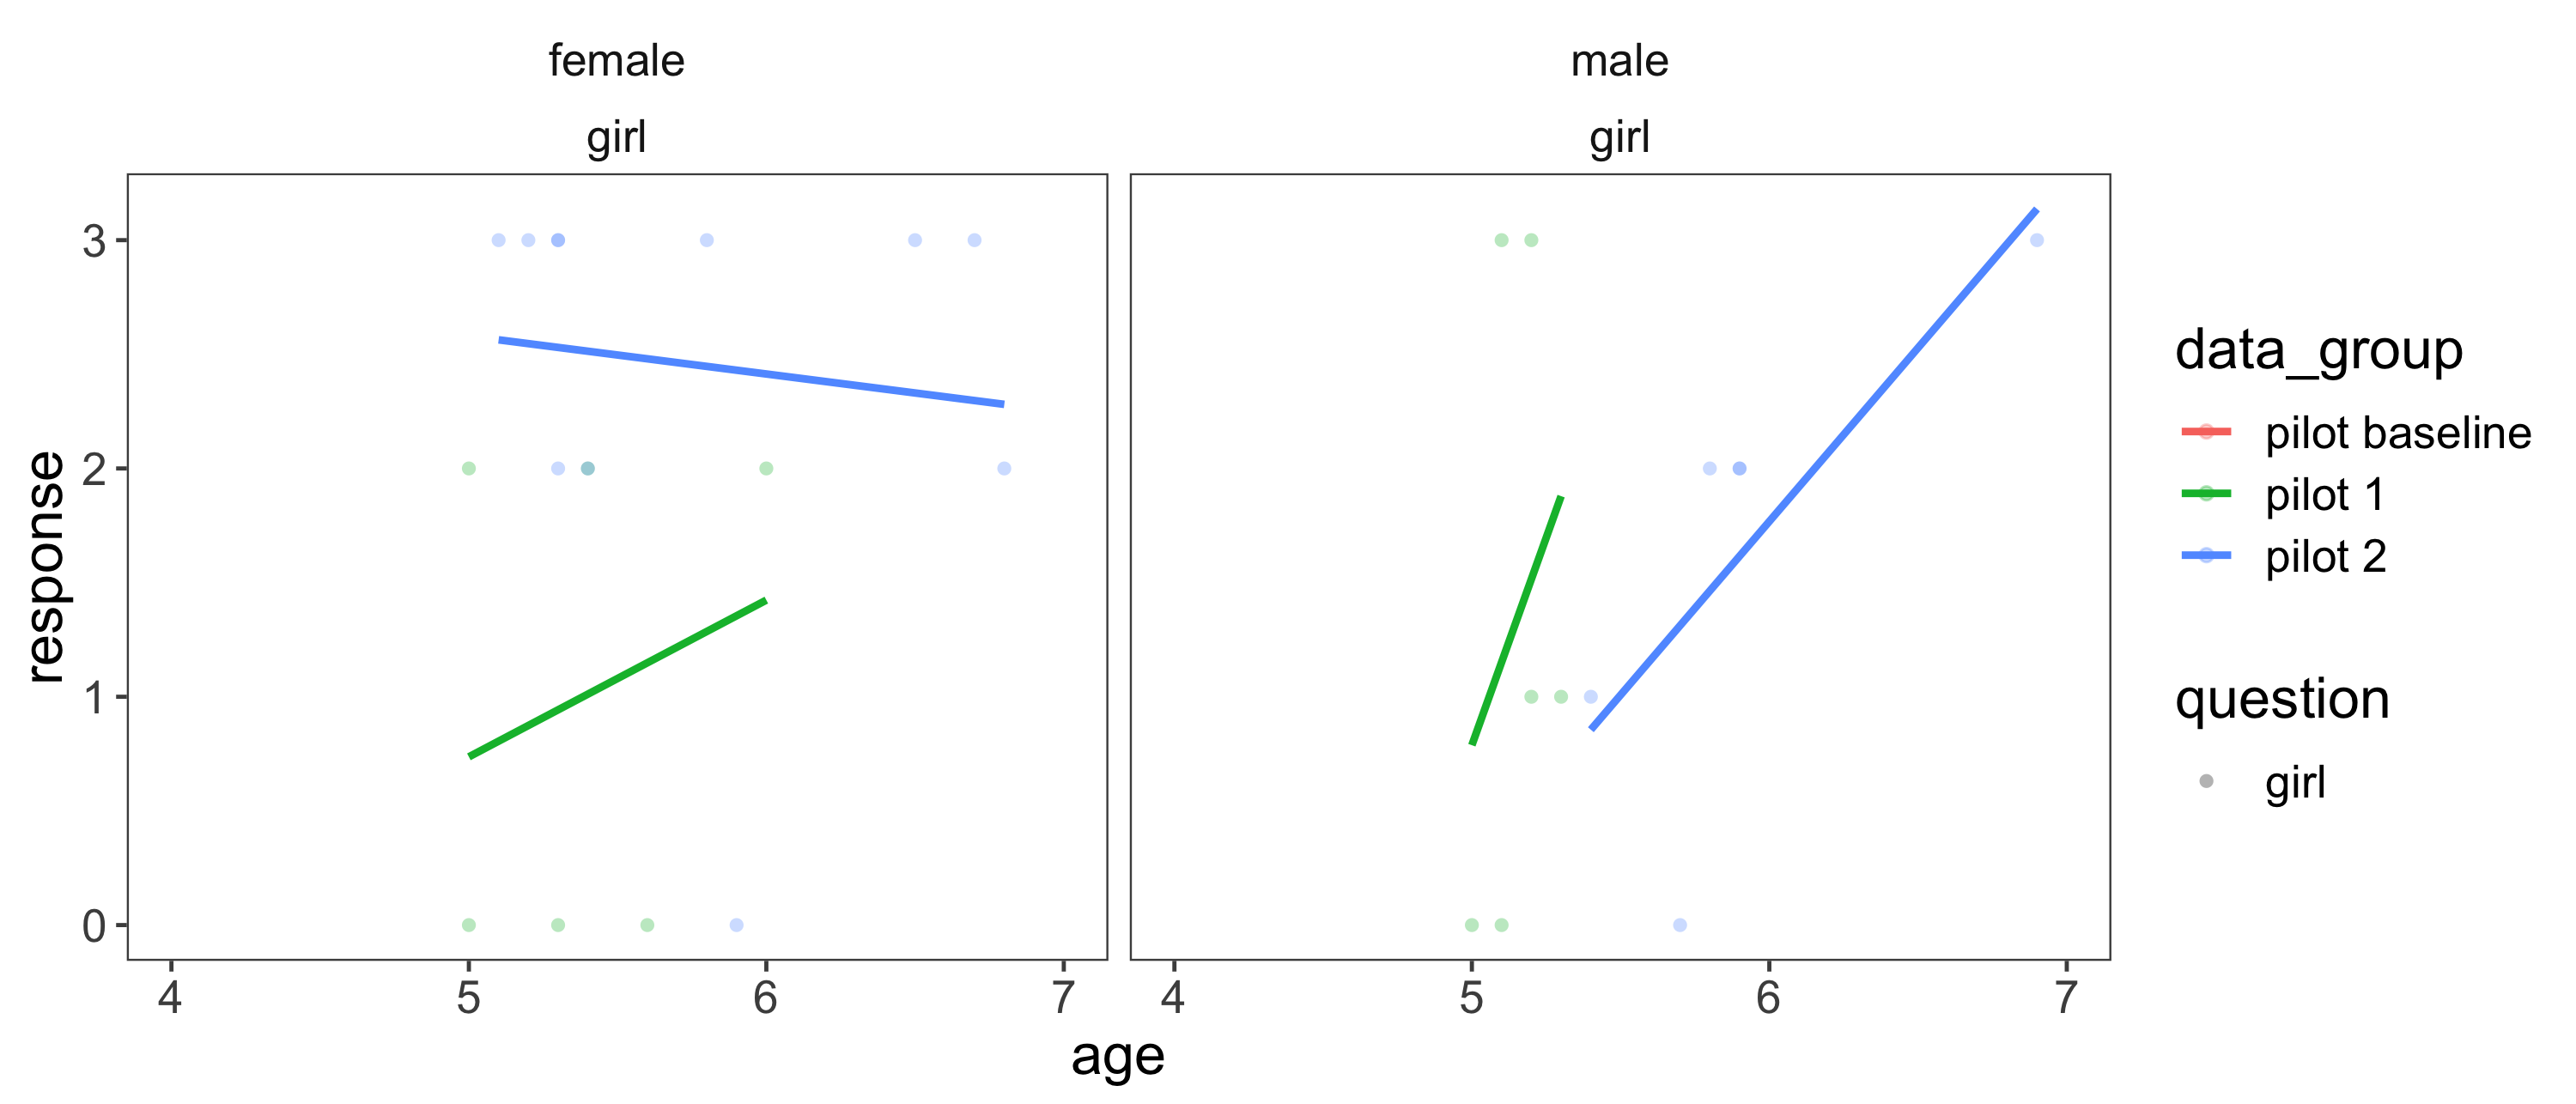 female
male
girl
girl
3
2
1
0
response
4
5
6
7
4
5
6
7
age
data_group
pilot baseline
pilot 1
pilot 2
question
girl